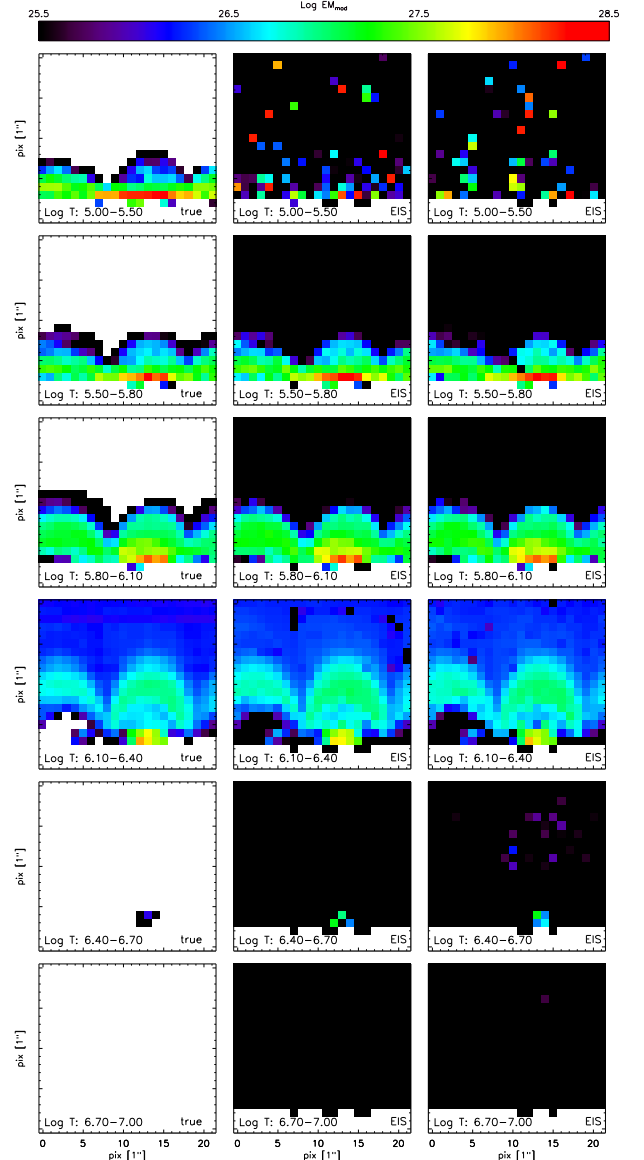 Log EM_mod
25.5 26.5 27.5 28.5
pix [1"]
Log T: 5.00−5.50 true
Log T: 5.00−5.50 EIS
Log T: 5.00−5.50 EIS
pix [1"]
Log T: 5.50−5.80 true
Log T: 5.50−5.80 EIS
Log T: 5.50−5.80 EIS
pix [1"]
Log T: 5.80−6.10 true
Log T: 5.80−6.10 EIS
Log T: 5.80−6.10 EIS
pix [1"]
Log T: 6.10−6.40 true
Log T: 6.10−6.40 EIS
Log T: 6.10−6.40 EIS
pix [1"]
Log T: 6.40−6.70 true
Log T: 6.40−6.70 EIS
Log T: 6.40−6.70 EIS
pix [1"]
Log T: 6.70−7.00 true
Log T: 6.70−7.00 EIS
Log T: 6.70−7.00 EIS
0 5 10 15 20
0 5 10 15 20
0 5 10 15 20
pix [1"]
pix [1"]
pix [1"]